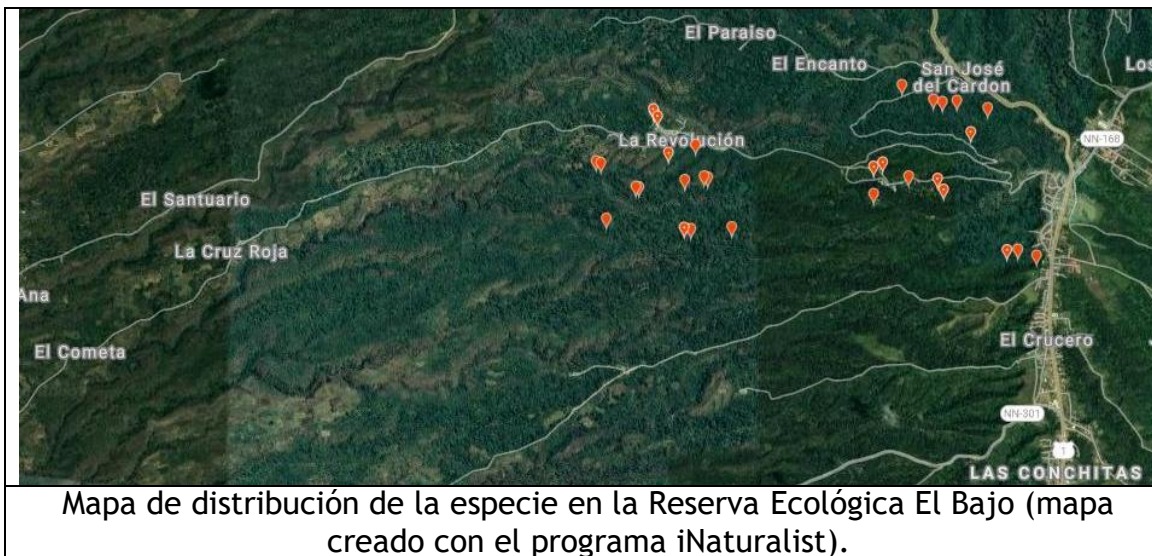 El Paraiso
El Encanto
San José
del Cardon
Los
NN-168
La Revolución
El Santuario
La Cruz Roja
Ana
El Cometa
El Crucero
NN-301
1
LAS CONCHITAS
Mapa de distribución de la especie en la Reserva Ecológica El Bajo (mapa
creado con el programa iNaturalist).